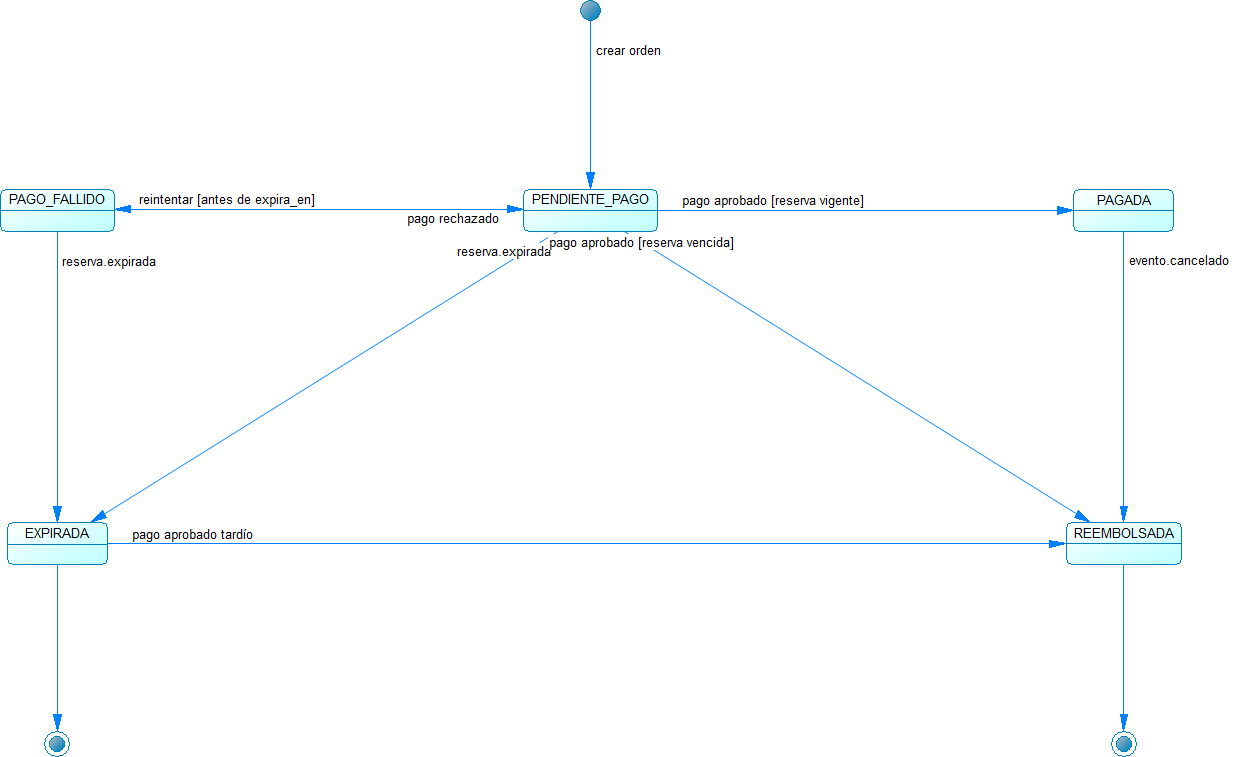 crear orden
PAGO_FALLIDO
reintentar [antes de expira_en]
pago rechazado
PENDIENTE_PAGO
pago aprobado [reserva vigente]
PAGADA
reserva.expirada
reserva.expirada
pago aprobado [reserva vencida]
evento.cancelado
EXPIRADA
pago aprobado tardío
REEMBOLSADA